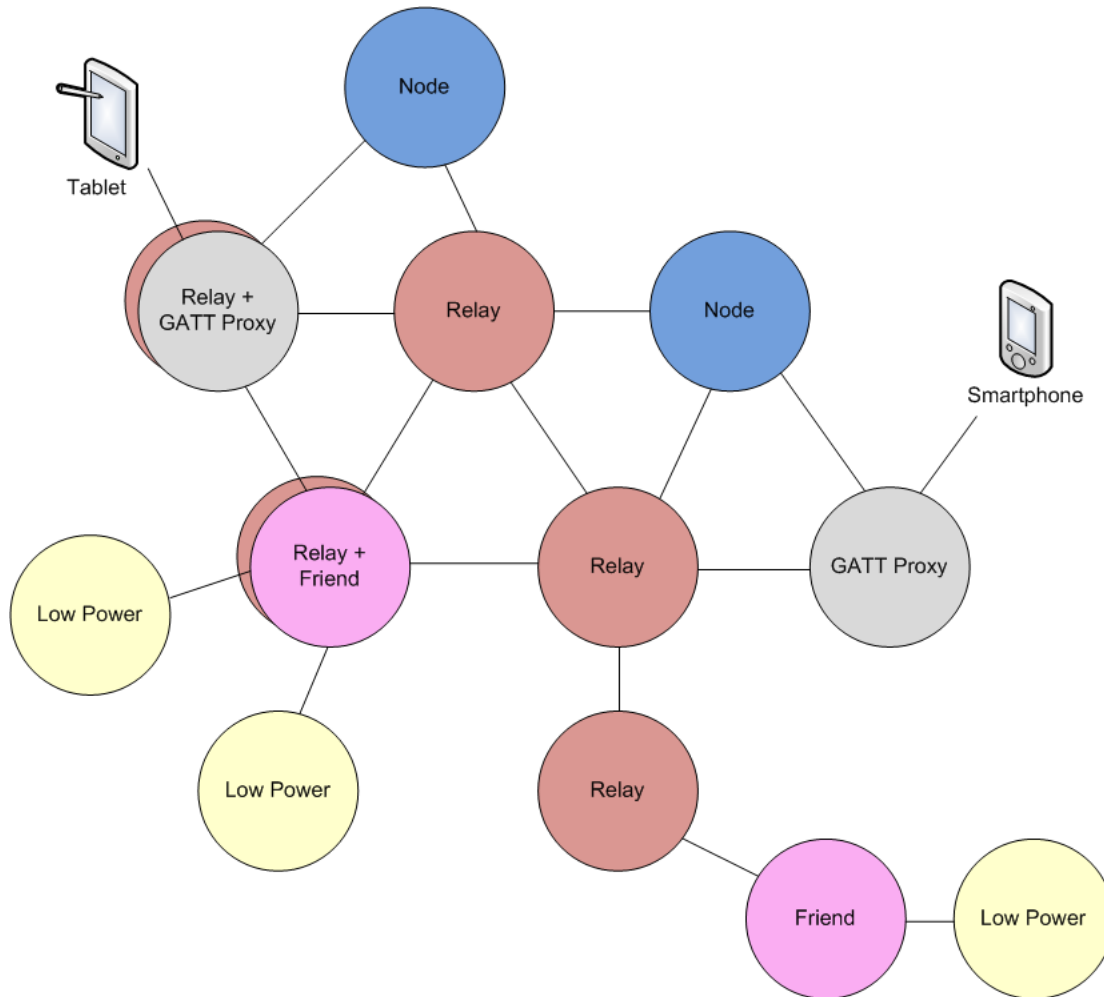 Node
Tablet
Relay +
GATT Proxy
Relay
Node
Smartphone
Relay +
Friend
Relay
GATT Proxy
Low Power
Low Power
Relay
Friend
Low Power